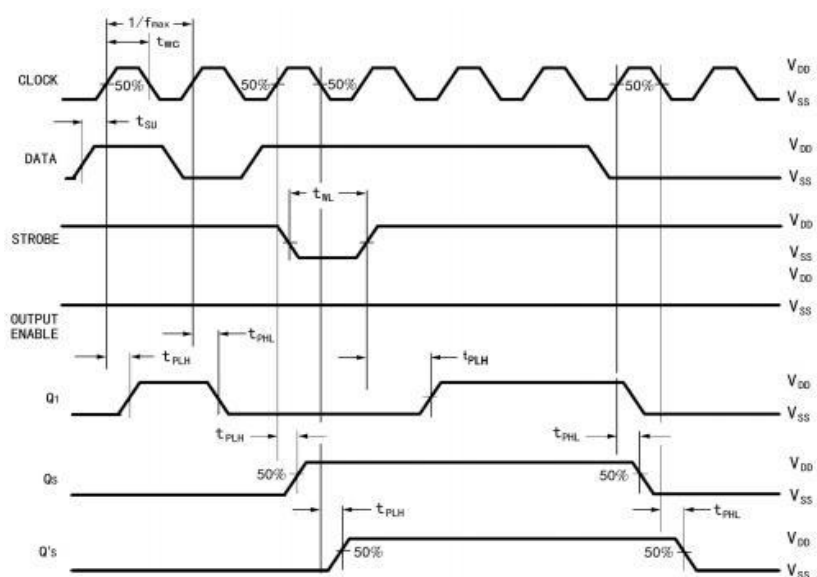 1/fmax
tWC
CLOCK
50%
50%
50%
50%
VDD
VSS
tSU
DATA
VDD
VSS
tWL
STROBE
VDD
VSS
VDD
OUTPUT
ENABLE
VSS
tPLH
tPHL
tPLH
Q1
VDD
VSS
tPLH
tPHL
QS
50%
50%
VDD
VSS
tPLH
tPHL
Q'S
50%
50%
VDD
VSS